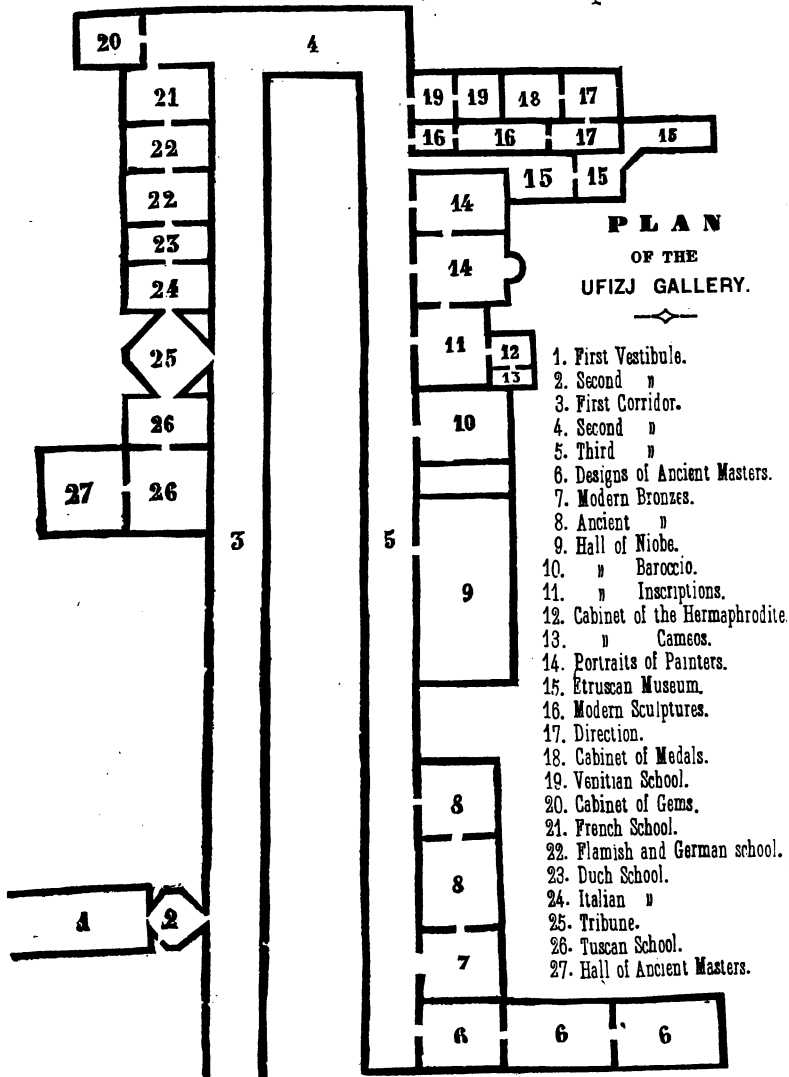 20
4
21
19 19 18 17
16 16 17 15
22
15 15
22
14
23
14
24
25
11
12
13
26
10
27 26
3
5
9
8
8
1 2
7
6 6 6
PLAN
OF THE
UFIZJ GALLERY.
1. First Vestibule.
2. Second "
3. First Corridor.
4. Second "
5. Third "
6. Designs of Ancient Masters.
7. Modern Bronzes.
8. Ancient "
9. Hall of Niobe.
10. " Baroccio.
11. " Inscriptions.
12. Cabinet of the Hermaphrodite.
13. " Cameos.
14. Portraits of Painters.
15. Etruscan Museum.
16. Modern Sculptures.
17. Direction.
18. Cabinet of Medals.
19. Venitian School.
20. Cabinet of Gems.
21. French School.
22. Flamish and German school.
23. Duch School.
24. Italian "
25. Tribune.
26. Tuscan School.
27. Hall of Ancient Masters.